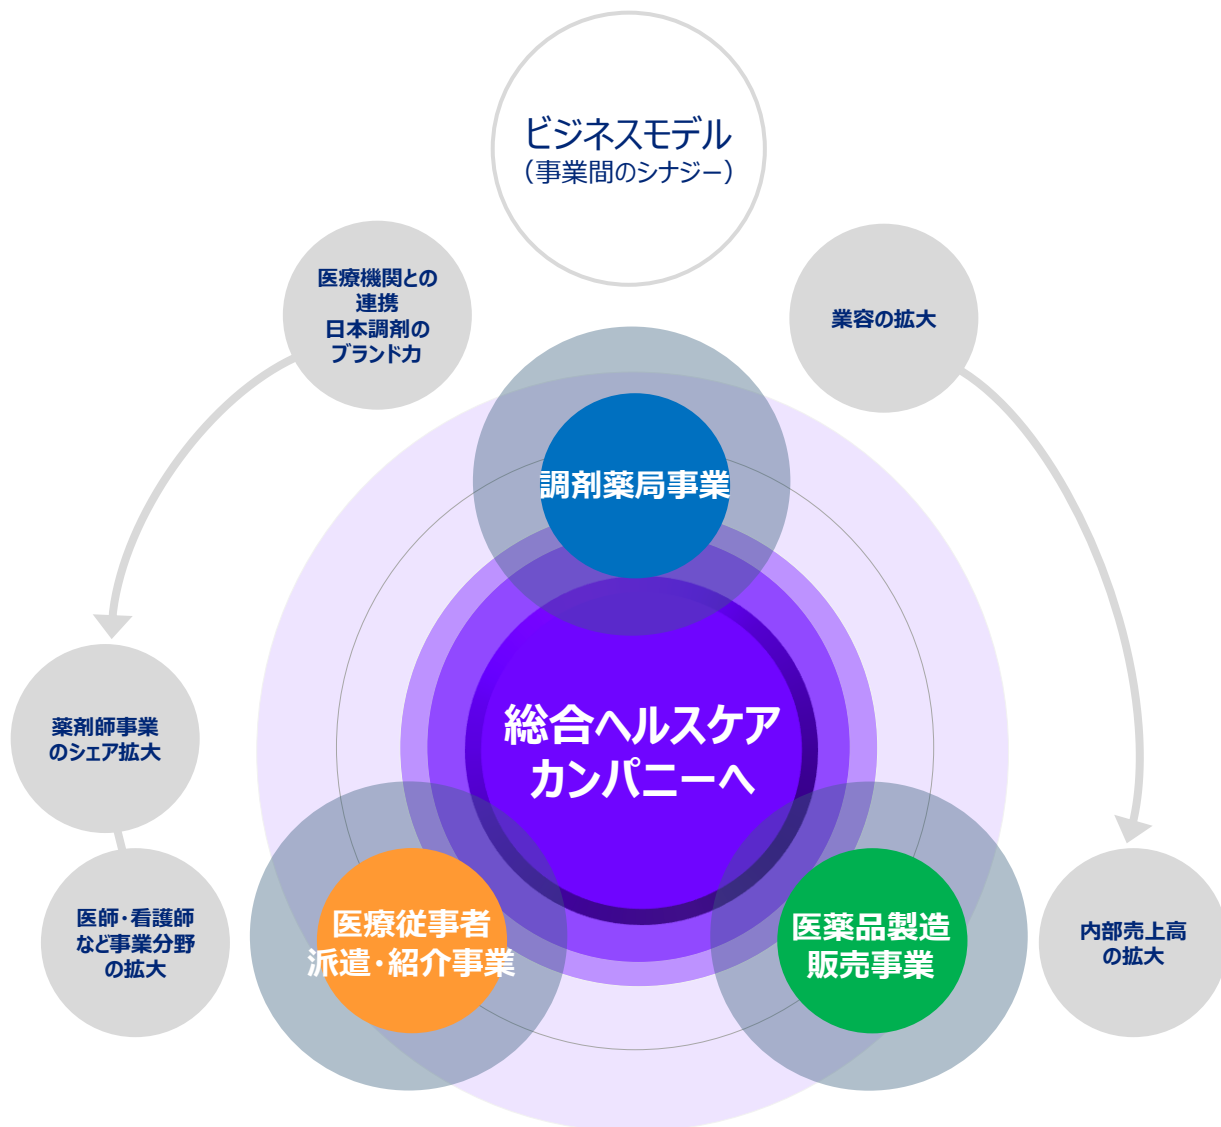 ビジネスモデル
（事業間のシナジー）
医療機関との
連携
日本調剤の
ブランド力
業容の拡大
調剤薬局事業
総合ヘルスケア
カンパニーへ
薬剤師事業
のシェア拡大
医師・看護師
など事業分野
の拡大
医療従事者
派遣・紹介事業
医薬品製造
販売事業
内部売上高
の拡大